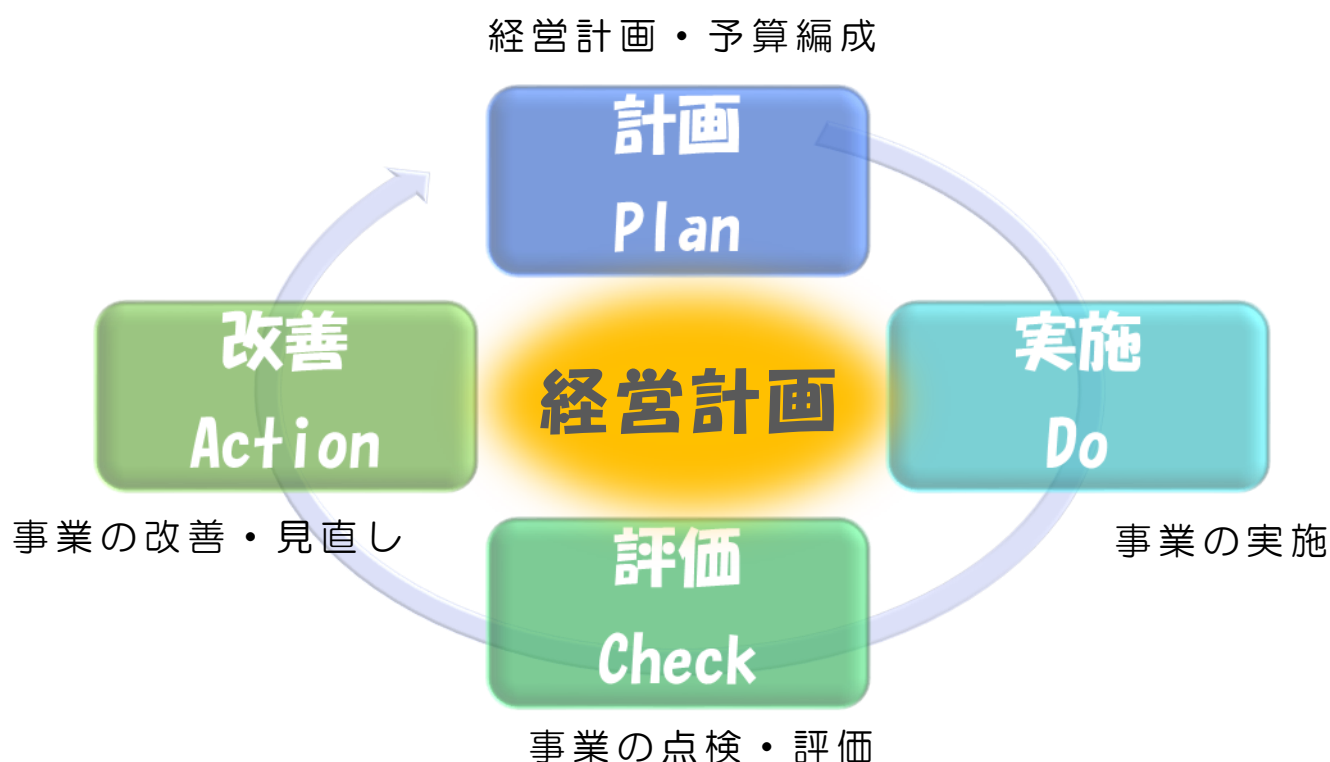 経営計画・予算編成
計画
Plan
改善
Action
経営計画
実施
Do
事業の改善・見直し
事業の実施
評価
Check
事業の点検・評価